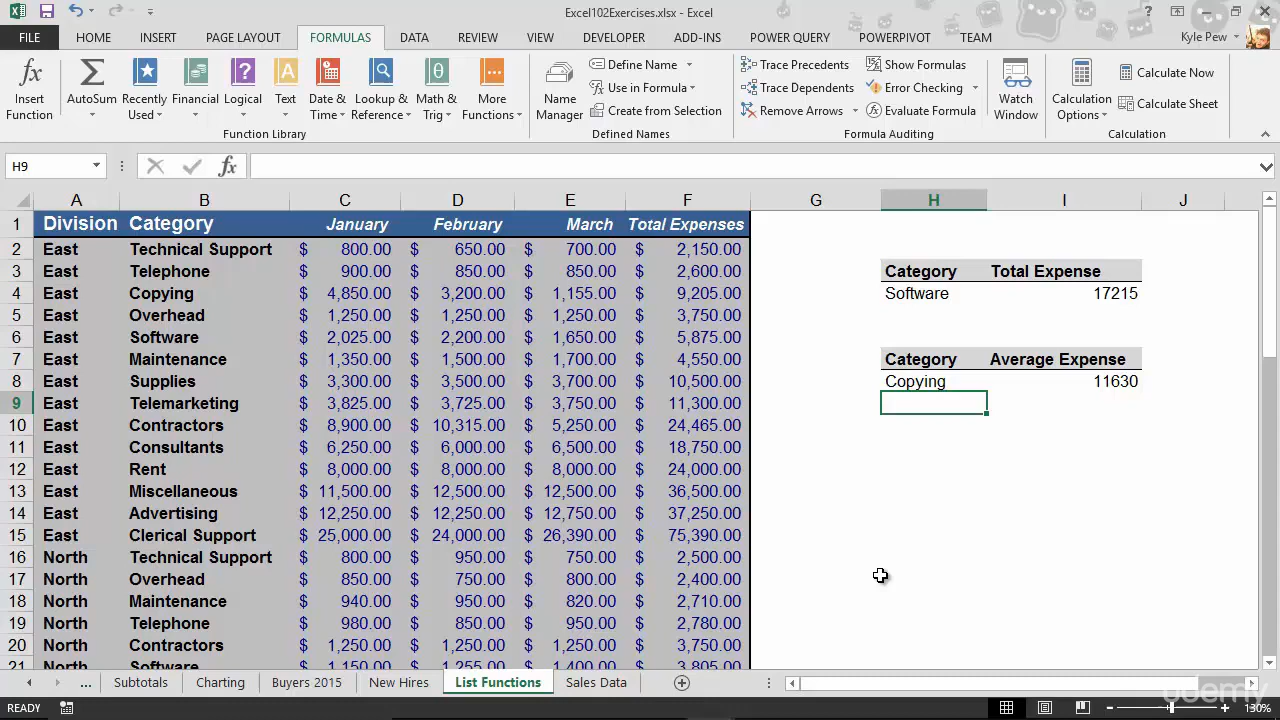 Excel102Exercises.xlsx - Excel
FILE HOME INSERT PAGE LAYOUT FORMULAS DATA REVIEW VIEW DEVELOPER ADD-INS POWER QUERY POWERPIVOT TEAM Kyle Pew
Insert Function
AutoSum
Recently Used
Financial
Logical
Text
Date & Time
Lookup & Reference
Math & Trig
More Functions
Function Library
Name Manager
Define Name
Use in Formula
Create from Selection
Defined Names
Trace Precedents
Trace Dependents
Remove Arrows
Show Formulas
Error Checking
Evaluate Formula
Formula Auditing
Watch Window
Calculation Options
Calculate Now
Calculate Sheet
Calculation
H9 fx
A B C D E F G H I J
1 Division Category January February March Total Expenses
2 East Technical Support $ 800.00 $ 650.00 $ 700.00 $ 2,150.00
3 East Telephone $ 900.00 $ 850.00 $ 850.00 $ 2,600.00 Category Total Expense
4 East Copying $ 4,850.00 $ 3,200.00 $ 1,155.00 $ 9,205.00 Software 17215
5 East Overhead $ 1,250.00 $ 1,250.00 $ 1,250.00 $ 3,750.00
6 East Software $ 2,025.00 $ 2,200.00 $ 1,650.00 $ 5,875.00
7 East Maintenance $ 1,350.00 $ 1,500.00 $ 1,700.00 $ 4,550.00 Category Average Expense
8 East Supplies $ 3,300.00 $ 3,500.00 $ 3,700.00 $ 10,500.00 Copying 11630
9 East Telemarketing $ 3,825.00 $ 3,725.00 $ 3,750.00 $ 11,300.00
10 East Contractors $ 8,900.00 $ 10,315.00 $ 5,250.00 $ 24,465.00
11 East Consultants $ 6,250.00 $ 6,000.00 $ 6,500.00 $ 18,750.00
12 East Rent $ 8,000.00 $ 8,000.00 $ 8,000.00 $ 24,000.00
13 East Miscellaneous $ 11,500.00 $ 12,500.00 $ 12,500.00 $ 36,500.00
14 East Advertising $ 12,250.00 $ 12,250.00 $ 12,750.00 $ 37,250.00
15 East Clerical Support $ 25,000.00 $ 24,000.00 $ 26,390.00 $ 75,390.00
16 North Technical Support $ 800.00 $ 950.00 $ 750.00 $ 2,500.00
17 North Overhead $ 850.00 $ 750.00 $ 800.00 $ 2,400.00
18 North Maintenance $ 940.00 $ 950.00 $ 820.00 $ 2,710.00
19 North Telephone $ 980.00 $ 850.00 $ 950.00 $ 2,780.00
20 North Contractors $ 1,250.00 $ 1,250.00 $ 1,250.00 $ 3,750.00
21 North Software $ 1,150.00 $ 1,255.00 $ 1,400.00 $ 3,805.00
... Subtotals Charting Buyers 2015 New Hires List Functions Sales Data
READY 130%
udemy